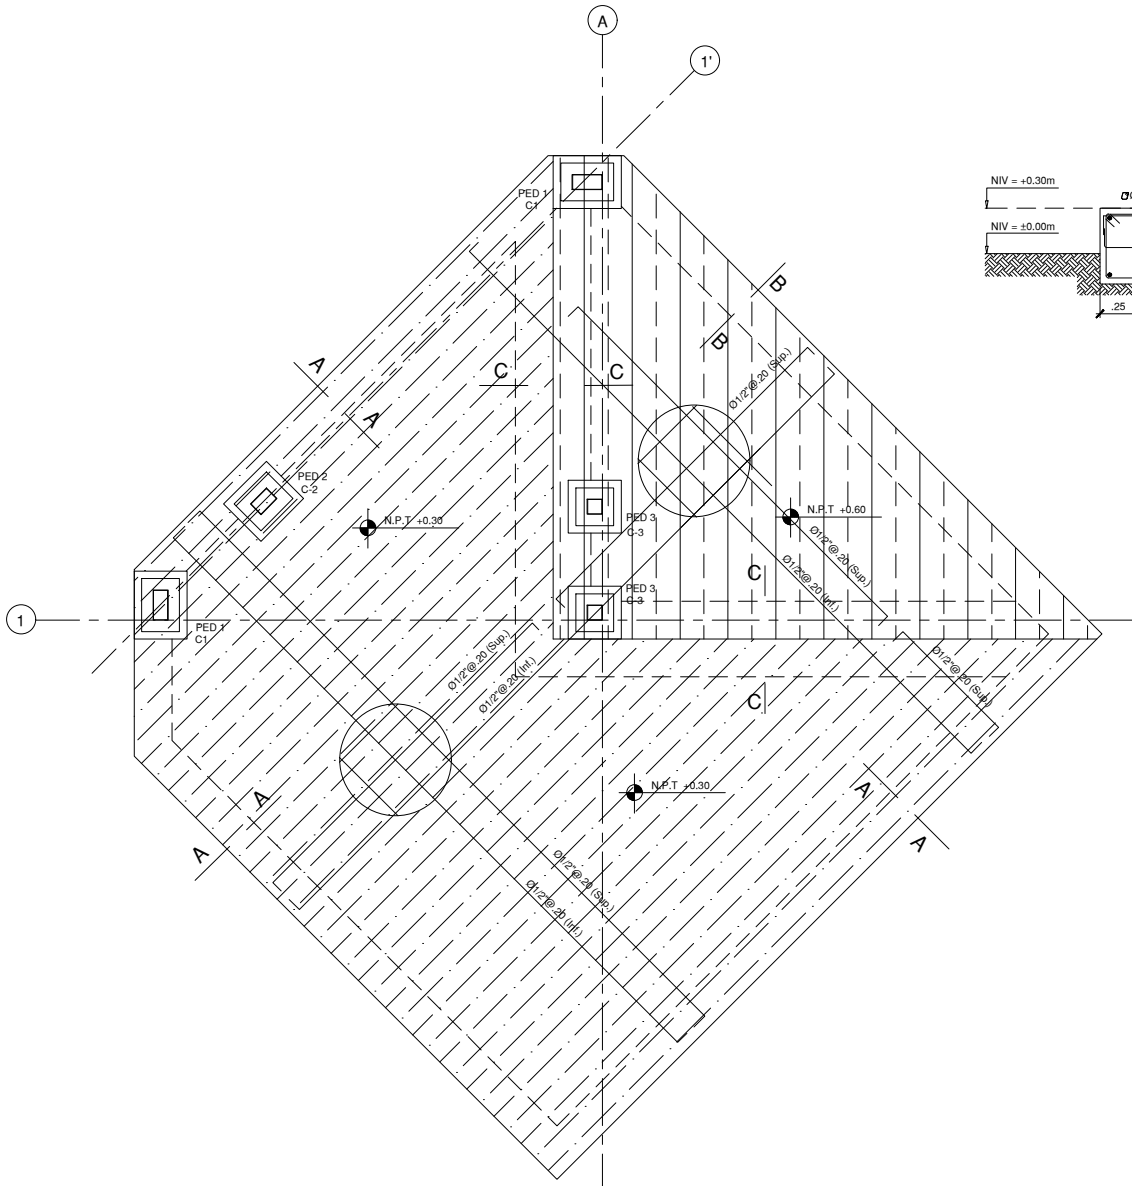 A
1'
NIV = +0.30m
PED 1
C1
NIV = ±0.00m
B
.25
B
A
C
C
Ø1/2"@.20 (Sup.)
A
PED 2
C-2
N.P.T +0.30
N.P.T +0.60
PED 3
C-3
Ø1/2"@.20 (Sup.)
Ø1/2"@.20 (Inf.)
C
PED 3
C-3
1
PED 1
C1
Ø1/2"@.20 (Sup.)
Ø1/2"@.20 (Inf.)
Ø1/2"@.20 (Sup.)
C
N.P.T +0.30
A
A
A
A
Ø1/2"@.20 (Sup.)
Ø1/2"@.20 (Inf.)